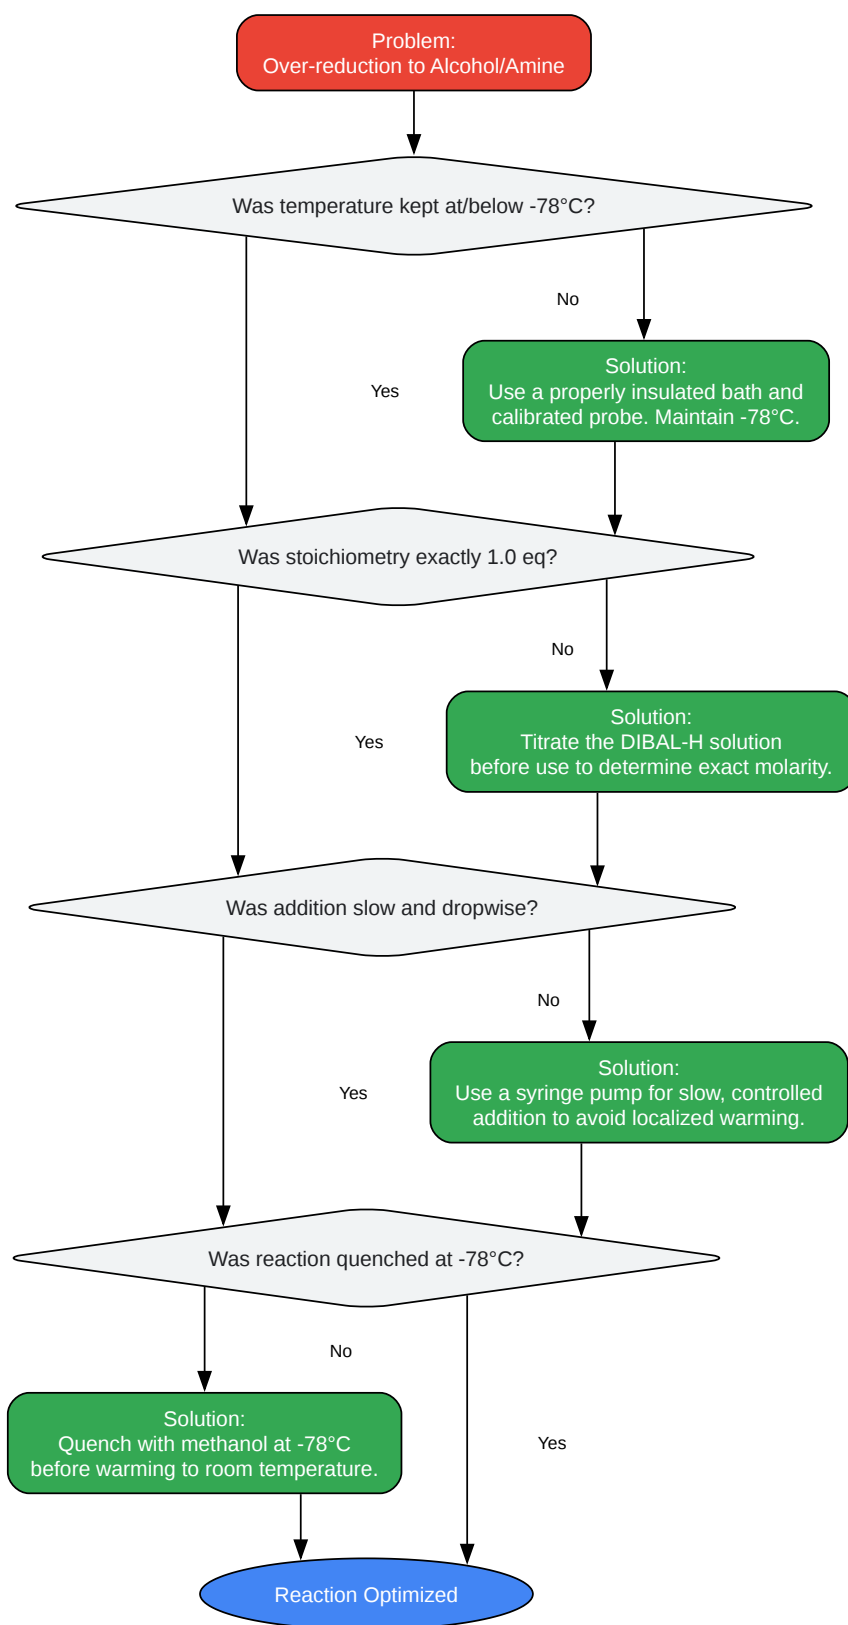 Problem:
Over-reduction to Alcohol/Amine
Was temperature kept at/below -78°C?
No
Solution:
Use a properly insulated bath and
calibrated probe. Maintain -78°C.
Yes
Was stoichiometry exactly 1.0 eq?
No
Solution:
Titrate the DIBAL-H solution
before use to determine exact molarity.
Yes
Was addition slow and dropwise?
No
Solution:
Use a syringe pump for slow, controlled
addition to avoid localized warming.
Yes
Was reaction quenched at -78°C?
No
Solution:
Quench with methanol at -78°C
before warming to room temperature.
Yes
Reaction Optimized